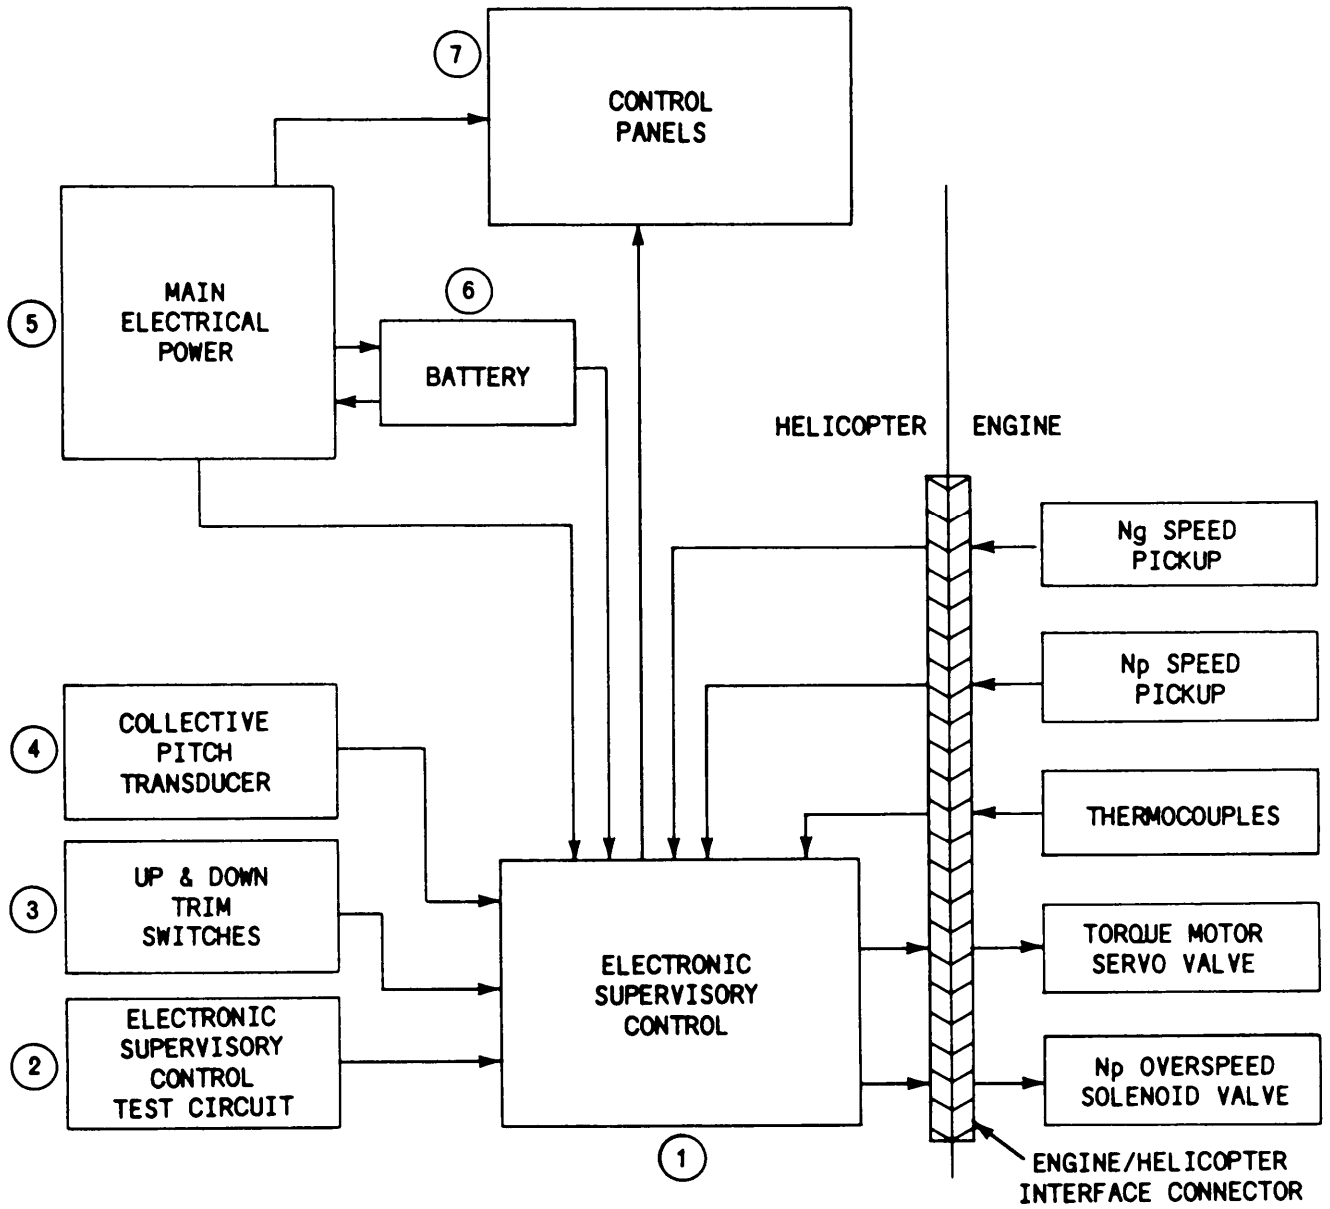 7
CONTROL
PANELS
5
MAIN
ELECTRICAL
POWER
6
BATTERY
HELICOPTER
ENGINE
Ng SPEED
PICKUP
Np SPEED
PICKUP
4
COLLECTIVE
PITCH
TRANSDUCER
THERMOCOUPLES
3
UP & DOWN
TRIM
SWITCHES
ELECTRONIC
SUPERVISORY
CONTROL
TORQUE MOTOR
SERVO VALVE
2
ELECTRONIC
SUPERVISORY
CONTROL
TEST CIRCUIT
Np OVERSPEED
SOLENOID VALVE
1
ENGINE/HELICOPTER
INTERFACE CONNECTOR